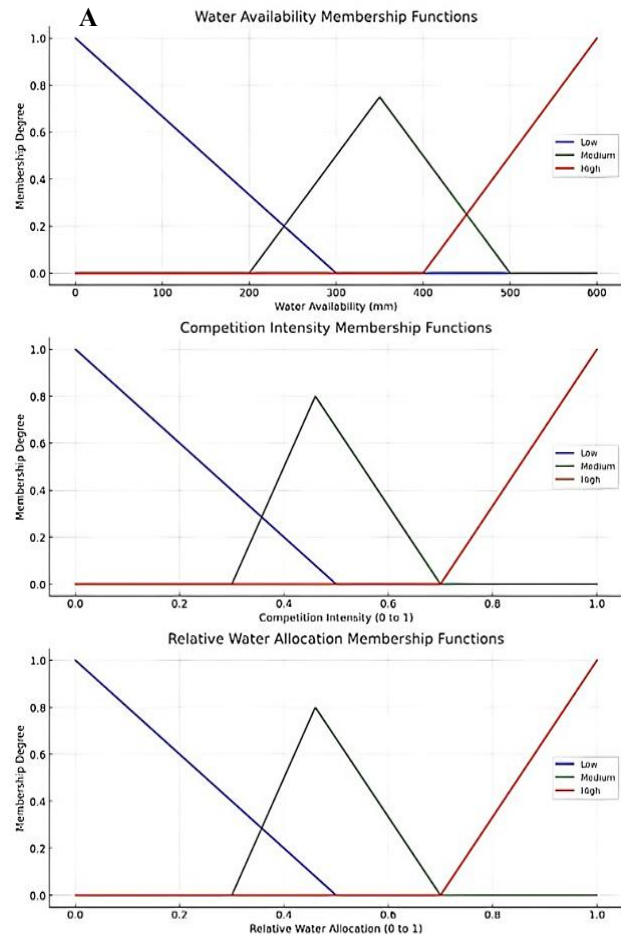 A
Water Availability Membership Functions
Membership Degree
1.0
0.8
0.6
0.4
0.2
0.0
Low
Medium
High
0 100 200 300 400 500 600
Water Availability (mm)
Competition Intensity Membership Functions
Membership Degree
1.0
0.8
0.6
0.4
0.2
0.0
Low
Medium
High
0.0 0.2 0.4 0.6 0.8 1.0
Competition Intensity (0 to 1)
Relative Water Allocation Membership Functions
Membership Degree
1.0
0.8
0.6
0.4
0.2
0.0
Low
Medium
High
0.0 0.2 0.4 0.6 0.8 1.0
Relative Water Allocation (0 to 1)